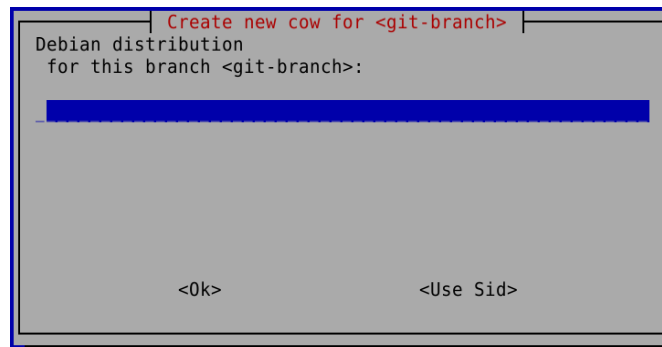 Create new cow for <git-branch>
Debian distribution
for this branch <git-branch>:
<Ok> <Use Sid>